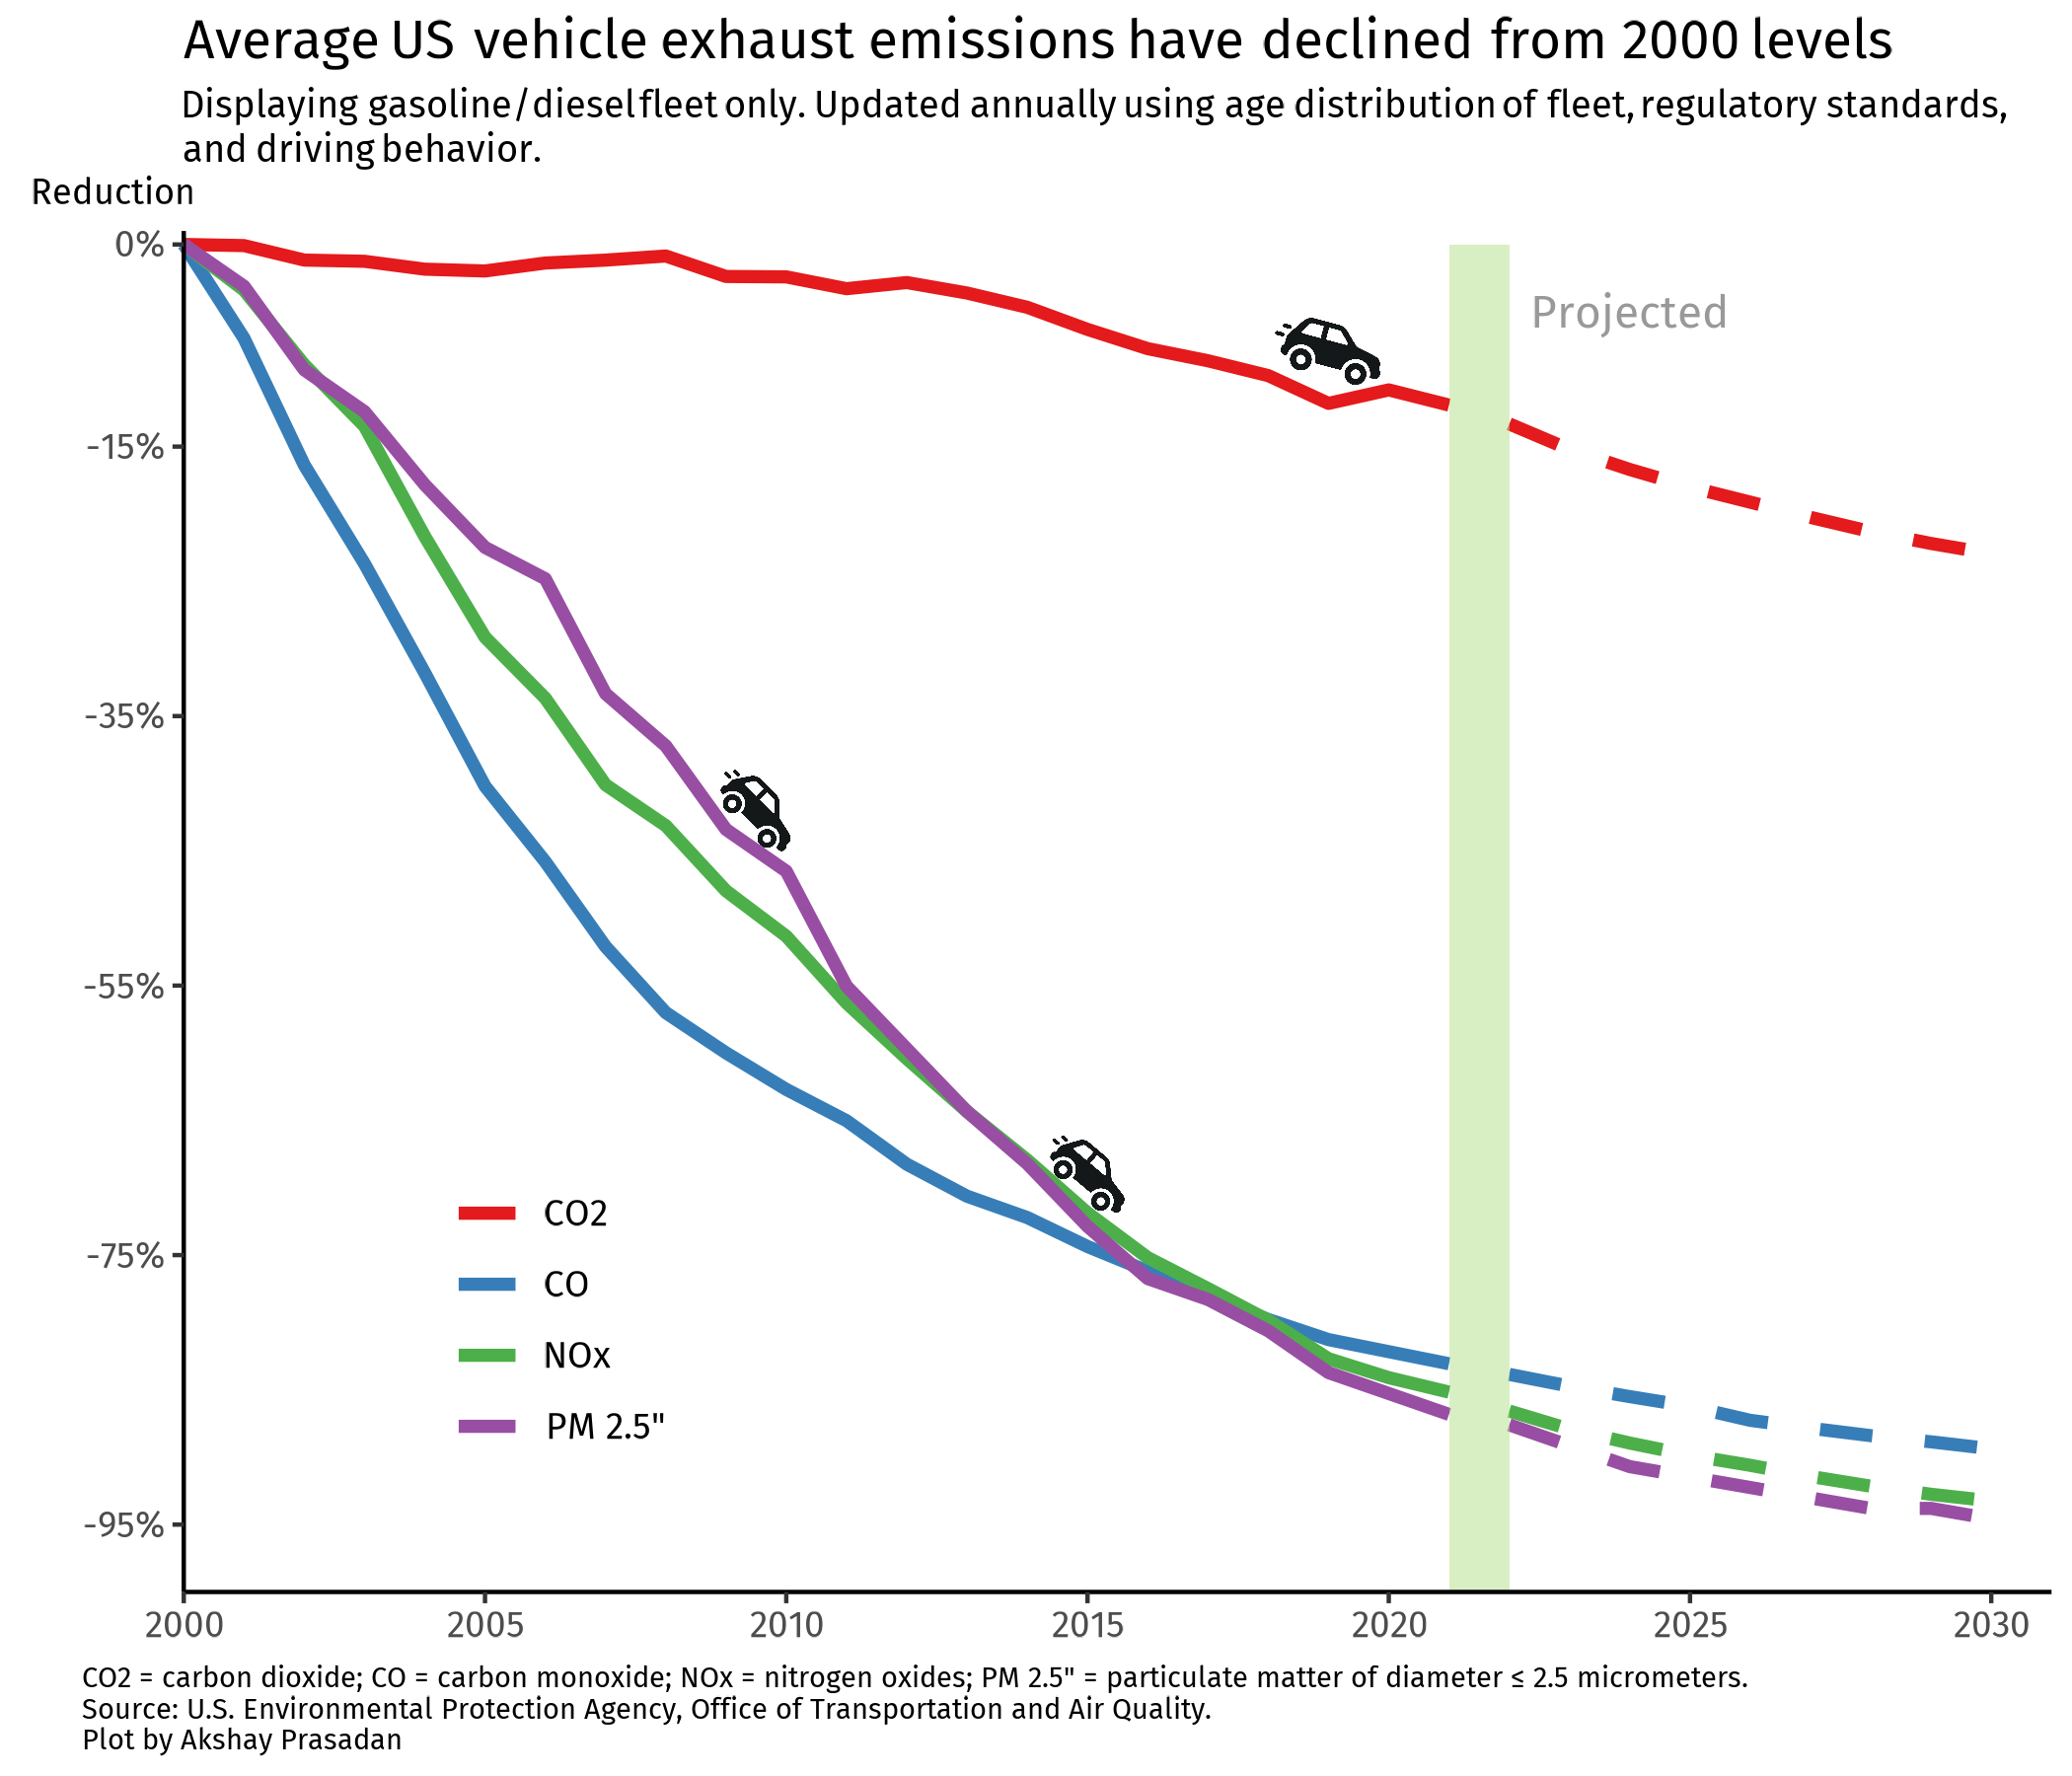 Average US vehicle exhaust emissions have declined from 2000 levels
Displaying gasoline/diesel fleet only. Updated annually using age distribution of fleet, regulatory standards,
and driving behavior.
Reduction
0%
-15%
-35%
-55%
-75%
-95%
Projected
CO2
CO
NOx
PM 2.5"
2000 2005 2010 2015 2020 2025 2030
CO2 = carbon dioxide; CO = carbon monoxide; NOx = nitrogen oxides; PM 2.5" = particulate matter of diameter ≤ 2.5 micrometers.
Source: U.S. Environmental Protection Agency, Office of Transportation and Air Quality.
Plot by Akshay Prasadan